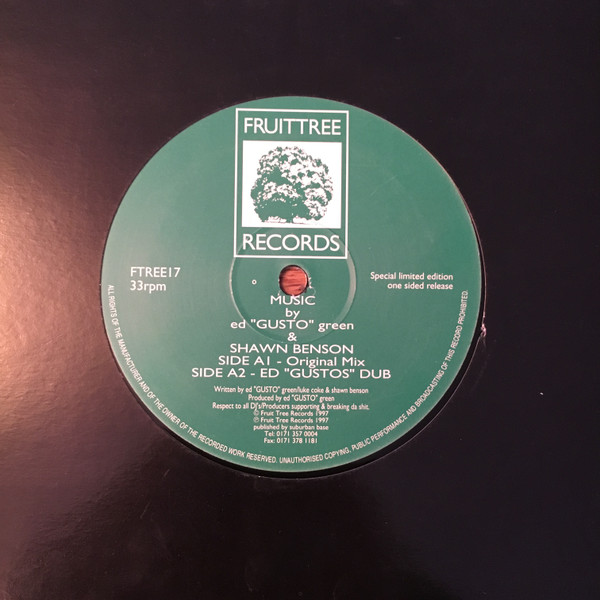 FRUITTREE
RECORDS
FTREE17
33rpm
Special limited edition
one sided release
MUSIC
by
ed "GUSTO" green
&
SHAWN BENSON
SIDE A1 - Original Mix
SIDE A2 - ED "GUSTOS" DUB
Written by ed "GUSTO" green/luke coke & shawn benson
Produced by ed "GUSTO" green
Respect to all DJ's/Producers supporting & breaking da shit.
© Fruit Tree Records 1997
℗ Fruit Tree Records 1997
published by suburban base
Tel: 0171 357 0004
Fax: 0171 378 1181
ALL RIGHTS OF THE MANUFACTURER AND OF THE OWNER OF THE RECORDED WORK RESERVED. UNAUTHORISED COPYING, PUBLIC PERFORMANCE AND BROADCASTING OF THIS RECORD PROHIBITED.